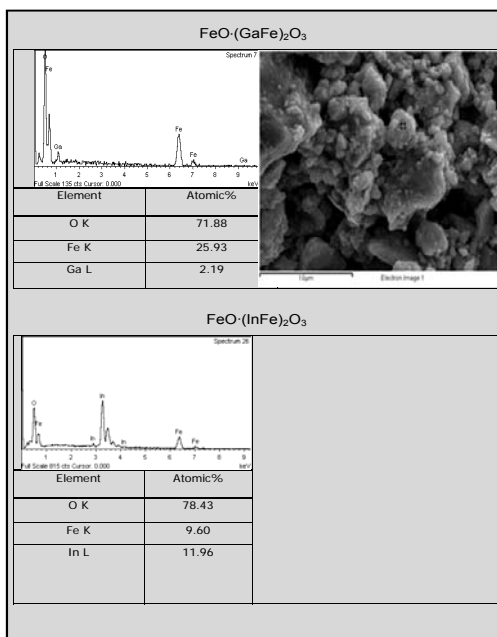 FeO·(GaFe)₂O₃
Spectrum 7
O
Fe
Ga
Fe
Fe
Ga
1 2 3 4 5 6 7 8 9
Full Scale 135 cts Cursor: 0.000 keV
Element Atomic%
O K 71.88
Fe K 25.93
Ga L 2.19
10µm Electron Image 1
FeO·(InFe)₂O₃
Spectrum 26
O
Fe
In
In
In
Fe
Fe
1 2 3 4 5 6 7 8 9
Full Scale 815 cts Cursor: 0.000 keV
Element Atomic%
O K 78.43
Fe K 9.60
In L 11.96